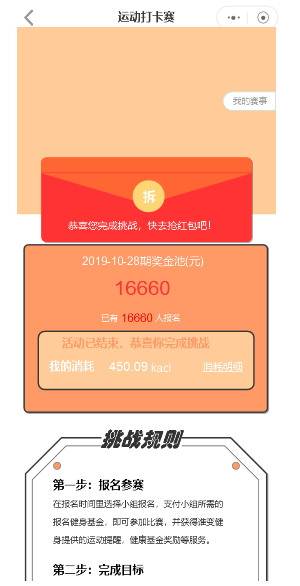 运动打卡赛
我的赛事
拆
恭喜您完成挑战，快去抢红包吧！
2019-10-28期奖金池(元)
16660
已有 16660 人报名
活动已结束，恭喜你完成挑战
我的消耗 450.09 kacl 消耗明细
挑战规则
第一步：报名参赛
在报名时间里选择小组报名，支付小组所需的
报名健身基金，即可参加比赛，并获得准变健
身提供的运动提醒，健康基金奖励等服务。
第二步：完成目标